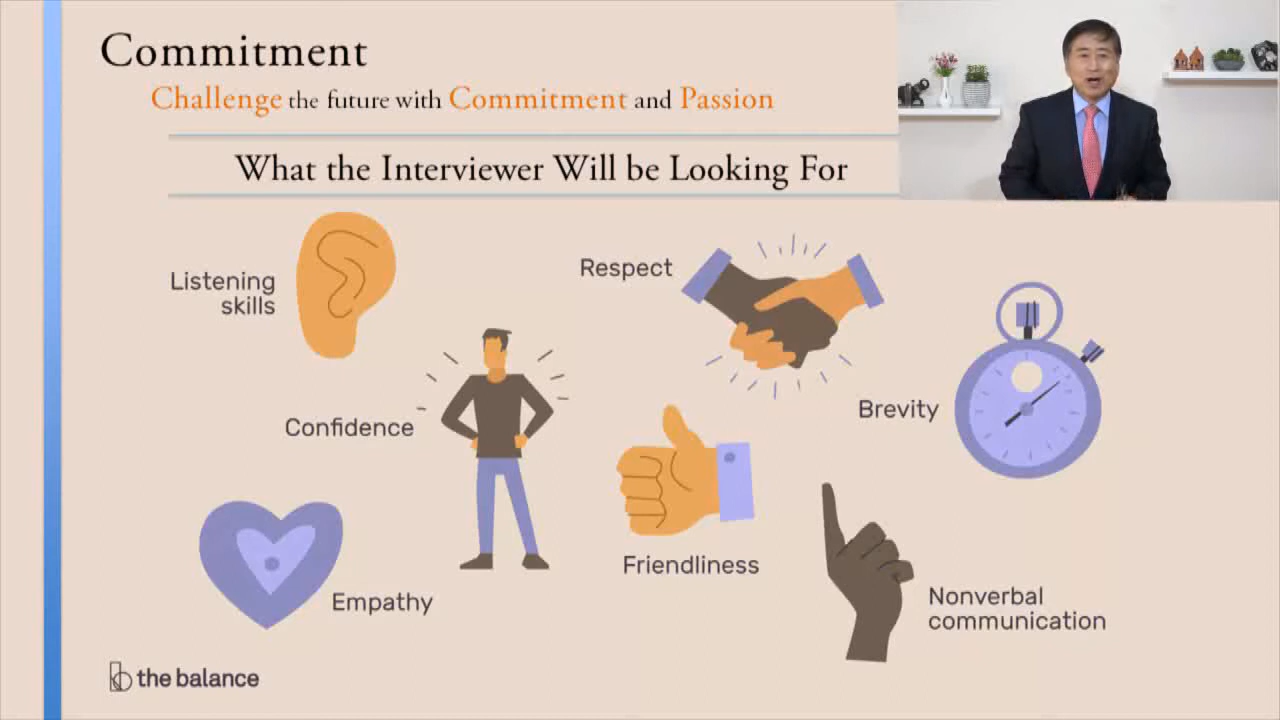 Commitment
Challenge the future with Commitment and Passion
What the Interviewer Will be Looking For
Listening
skills
Respect
Confidence
Brevity
Friendliness
Empathy
Nonverbal
communication
the balance